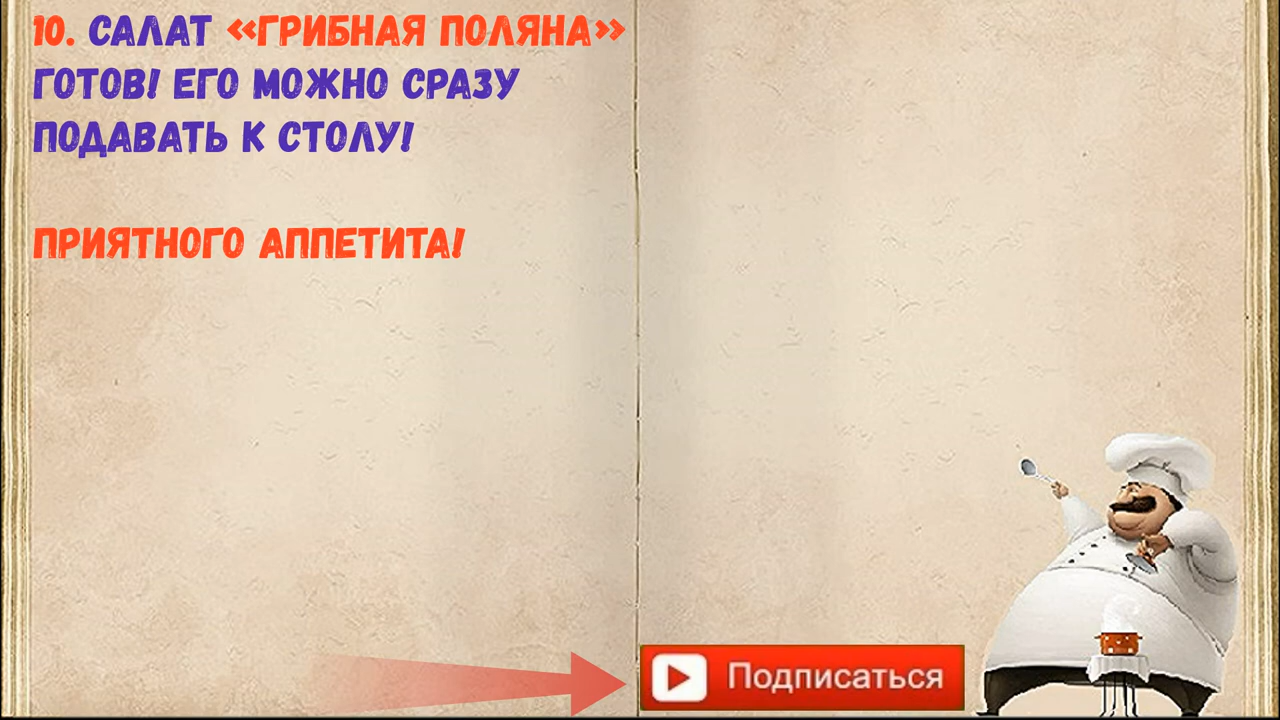 10. САЛАТ «ГРИБНАЯ ПОЛЯНА»
ГОТОВ! ЕГО МОЖНО СРАЗУ
ПОДАВАТЬ К СТОЛУ!
ПРИЯТНОГО АППЕТИТА!
Подписаться